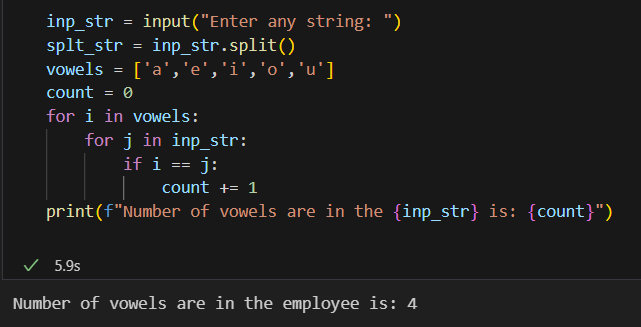 inp_str = input("Enter any string: ")
splt_str = inp_str.split()
vowels = ['a','e','i','o','u']
count = 0
for i in vowels:
    for j in inp_str:
        if i == j:
            count += 1
print(f"Number of vowels are in the {inp_str} is: {count}")
5.9s
Number of vowels are in the employee is: 4